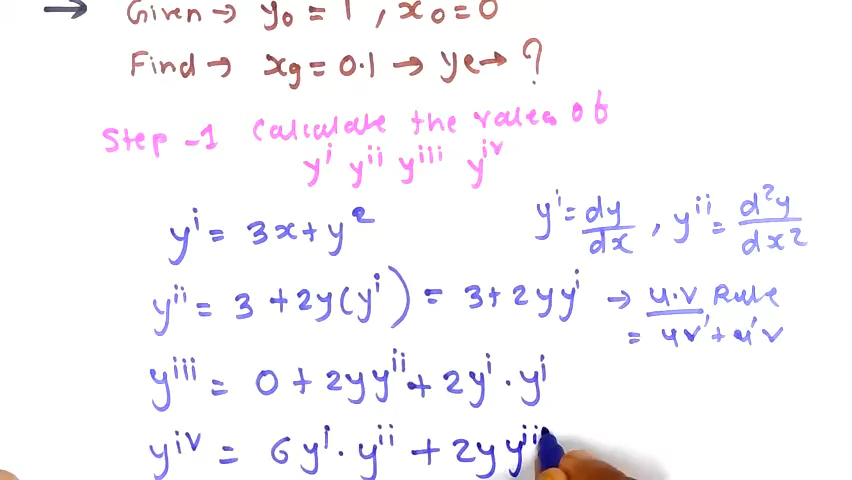 → Given → y₀ = 1 , x₀ = 0
Find → xg = 0.1 → ye → ?
Step -1 Calculate the values of
yⁱ yⁱⁱ yⁱⁱⁱ yⁱᵛ
yⁱ = 3x + y² yⁱ = dy/dx , yⁱⁱ = d²y/dx²
yⁱⁱ = 3 + 2y(yⁱ) = 3 + 2yyⁱ → u.v Rule
= uv' + u'v
yⁱⁱⁱ = 0 + 2yyⁱⁱ + 2yⁱ · yⁱ
yⁱᵛ = 6yⁱ · yⁱⁱ + 2yyⁱⁱ